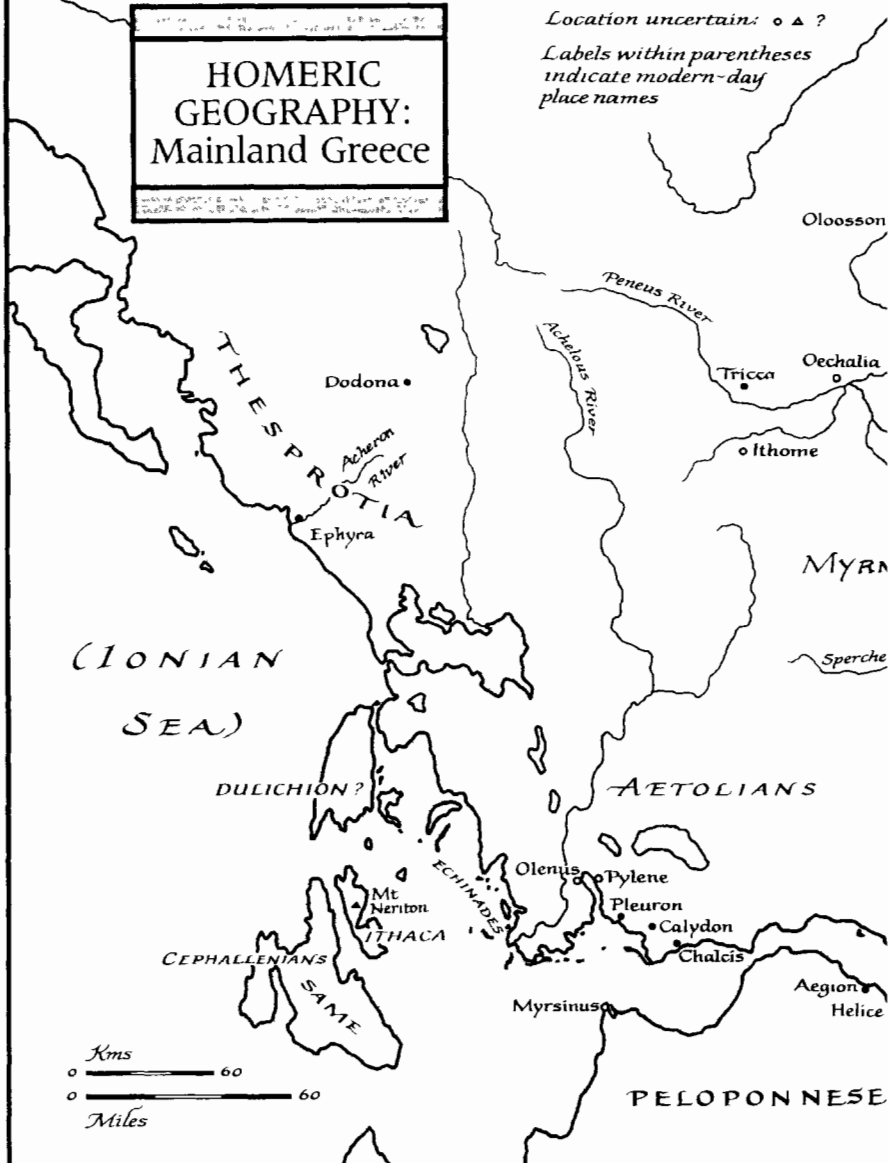 HOMERIC
GEOGRAPHY:
Mainland Greece
Location uncertain: ○ ▵ ?
Labels within parentheses
indicate modern-day
place names
Oloosson
Peneus River
Achelous River
Tricca
Oechalia
Ithome
THESPROTIA
Dodona
Acheron
River
Ephyra
MYRM
(IONIAN
SEA)
Sperche
DULICHION?
AETOLIANS
ECHINADES
Olenus
Pylene
Pleuron
Calydon
Chalcis
Mt
Neriton
ITHACA
CEPHALLENIANS
SAME
Myrsinus
Aegion
Helice
Kms
0 60
0 60
Miles
PELOPONNESE